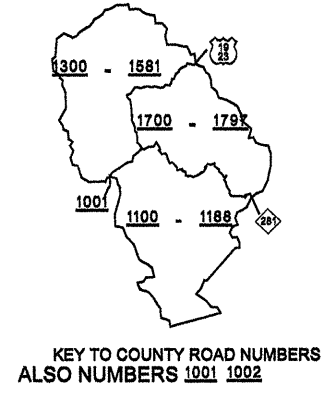 19
23
1300 - 1581
1700 - 1797
1001
1100 - 1188
281
KEY TO COUNTY ROAD NUMBERS
ALSO NUMBERS 1001 1002